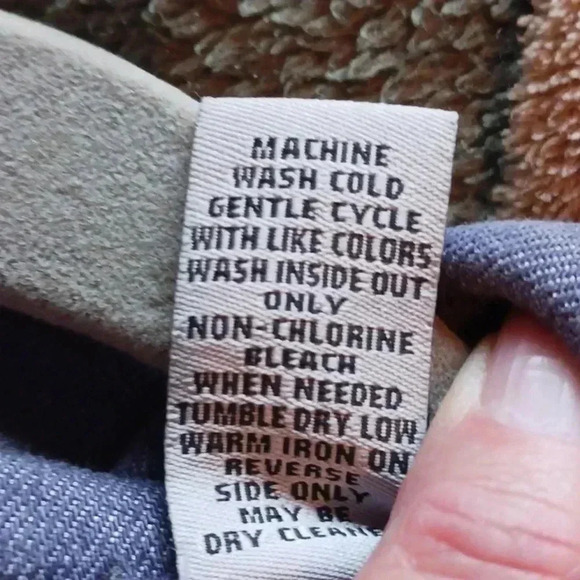 MACHINE
WASH COLD
GENTLE CYCLE
WITH LIKE COLORS
WASH INSIDE OUT
ONLY
NON-CHLORINE
BLEACH
WHEN NEEDED
TUMBLE DRY LOW
WARM IRON ON
REVERSE
SIDE ONLY
MAY BE
DRY CLEANE